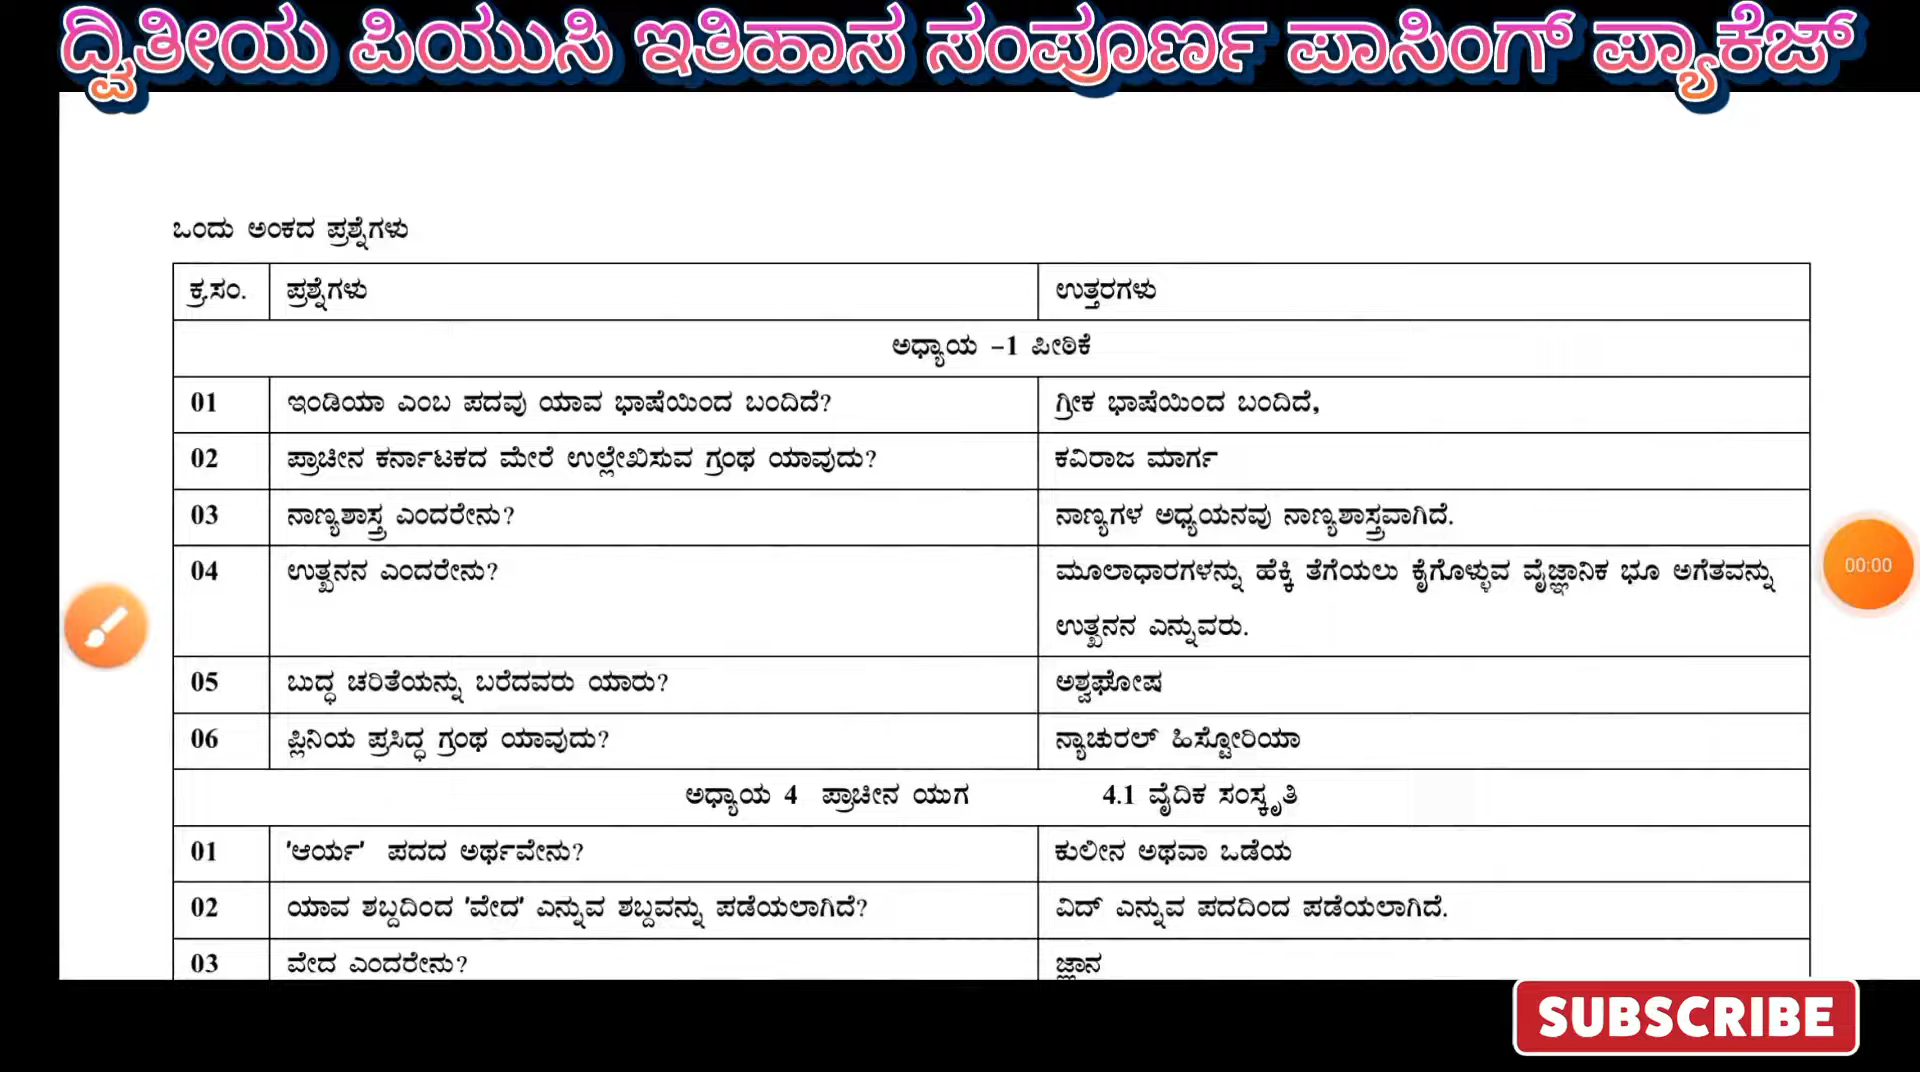 ದ್ವಿತೀಯ ಪಿಯುಸಿ ಇತಿಹಾಸ ಸಂಪೂರ್ಣ ಪಾಸಿಂಗ್ ಪ್ಯಾಕೆಜ್
ಒಂದು ಅಂಕದ ಪ್ರಶ್ನೆಗಳು
ಕ್ರ.ಸಂ. ಪ್ರಶ್ನೆಗಳು ಉತ್ತರಗಳು
ಅಧ್ಯಾಯ -1 ಪೀಠಿಕೆ
01 ಇಂಡಿಯಾ ಎಂಬ ಪದವು ಯಾವ ಭಾಷೆಯಿಂದ ಬಂದಿದೆ? ಗ್ರೀಕ ಭಾಷೆಯಿಂದ ಬಂದಿದೆ,
02 ಪ್ರಾಚೀನ ಕರ್ನಾಟಕದ ಮೇರೆ ಉಲ್ಲೇಖಿಸುವ ಗ್ರಂಥ ಯಾವುದು? ಕವಿರಾಜ ಮಾರ್ಗ
03 ನಾಣ್ಯಶಾಸ್ತ್ರ ಎಂದರೇನು? ನಾಣ್ಯಗಳ ಅಧ್ಯಯನವು ನಾಣ್ಯಶಾಸ್ತ್ರವಾಗಿದೆ.
04 ಉತ್ಖನನ ಎಂದರೇನು? ಮೂಲಾಧಾರಗಳನ್ನು ಹೆಕ್ಕಿ ತೆಗೆಯಲು ಕೈಗೊಳ್ಳುವ ವೈಜ್ಞಾನಿಕ ಭೂ ಅಗೆತವನ್ನು
ಉತ್ಖನನ ಎನ್ನುವರು.
05 ಬುದ್ಧ ಚರಿತೆಯನ್ನು ಬರೆದವರು ಯಾರು? ಅಶ್ವಘೋಷ
06 ಪ್ಲಿನಿಯ ಪ್ರಸಿದ್ಧ ಗ್ರಂಥ ಯಾವುದು? ನ್ಯಾಚುರಲ್ ಹಿಸ್ಟೋರಿಯಾ
ಅಧ್ಯಾಯ 4 ಪ್ರಾಚೀನ ಯುಗ 4.1 ವೈದಿಕ ಸಂಸ್ಕೃತಿ
01 'ಆರ್ಯ' ಪದದ ಅರ್ಥವೇನು? ಕುಲೀನ ಅಥವಾ ಒಡೆಯ
02 ಯಾವ ಶಬ್ದದಿಂದ 'ವೇದ' ಎನ್ನುವ ಶಬ್ದವನ್ನು ಪಡೆಯಲಾಗಿದೆ? ವಿದ್ ಎನ್ನುವ ಪದದಿಂದ ಪಡೆಯಲಾಗಿದೆ.
03 ವೇದ ಎಂದರೇನು? ಜ್ಞಾನ
00:00
SUBSCRIBE